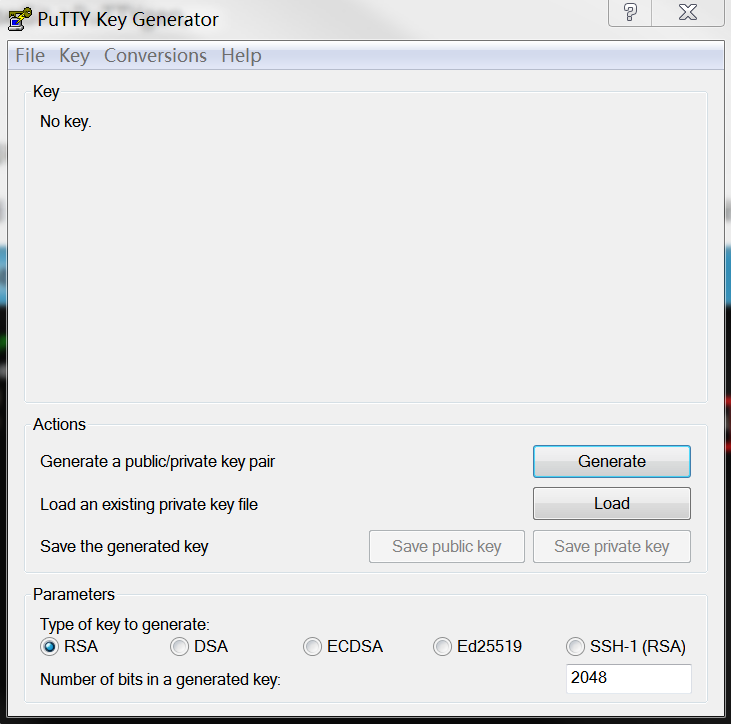 PuTTY Key Generator
File Key Conversions Help
Key
No key.
Actions
Generate a public/private key pair
Generate
Load an existing private key file
Load
Save the generated key
Save public key
Save private key
Parameters
Type of key to generate:
RSA DSA ECDSA Ed25519 SSH-1 (RSA)
Number of bits in a generated key:
2048